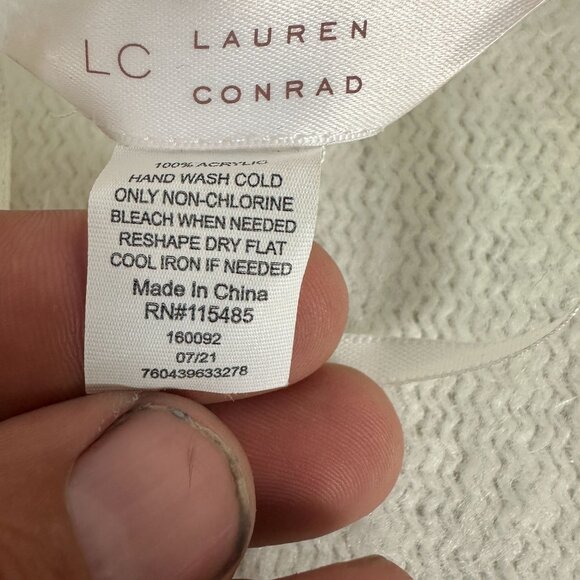 LC LAUREN
CONRAD
100% ACRYLIC
HAND WASH COLD
ONLY NON-CHLORINE
BLEACH WHEN NEEDED
RESHAPE DRY FLAT
COOL IRON IF NEEDED
Made In China
RN#115485
160092
07/21
760439633278